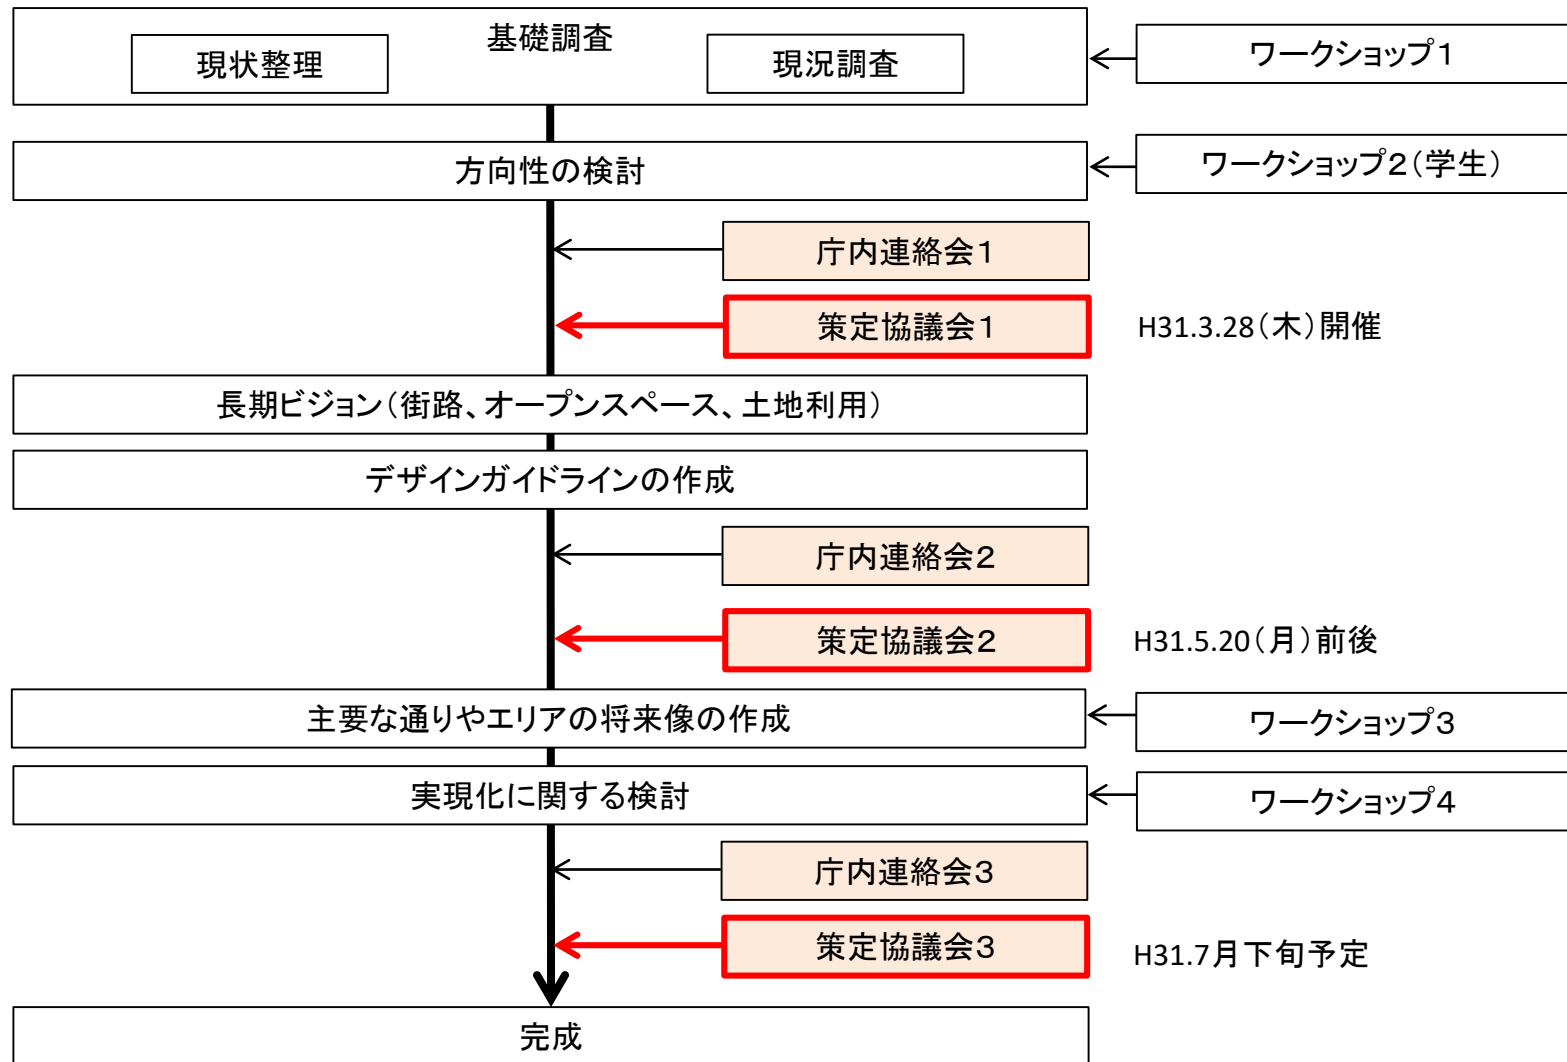 基礎調査
現状整理
現況調査
ワークショップ１
方向性の検討
ワークショップ２（学生）
庁内連絡会１
策定協議会１
H31.3.28（木）開催
長期ビジョン（街路、オープンスペース、土地利用）
デザインガイドラインの作成
庁内連絡会２
策定協議会２
H31.5.20（月）前後
主要な通りやエリアの将来像の作成
ワークショップ３
実現化に関する検討
ワークショップ４
庁内連絡会３
策定協議会３
H31.7月下旬予定
完成